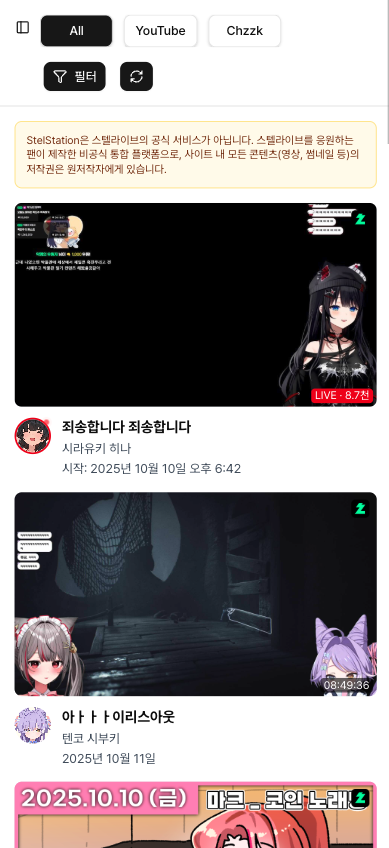 All
YouTube
Chzzk
필터
StelStation은 스텔라이브의 공식 서비스가 아닙니다. 스텔라이브를 응원하는
팬이 제작한 비공식 통합 플랫폼으로, 사이트 내 모든 콘텐츠(영상, 썸네일 등)의
저작권은 원저작자에게 있습니다.
LIVE · 8.7천
죄송합니다 죄송합니다
시라유키 히나
시작: 2025년 10월 10일 오후 6:42
08:49:36
아ㅏㅏㅏ이리스아웃
텐코 시부키
2025년 10월 11일
2025.10.10 (금)
마크 _ 코인 노래